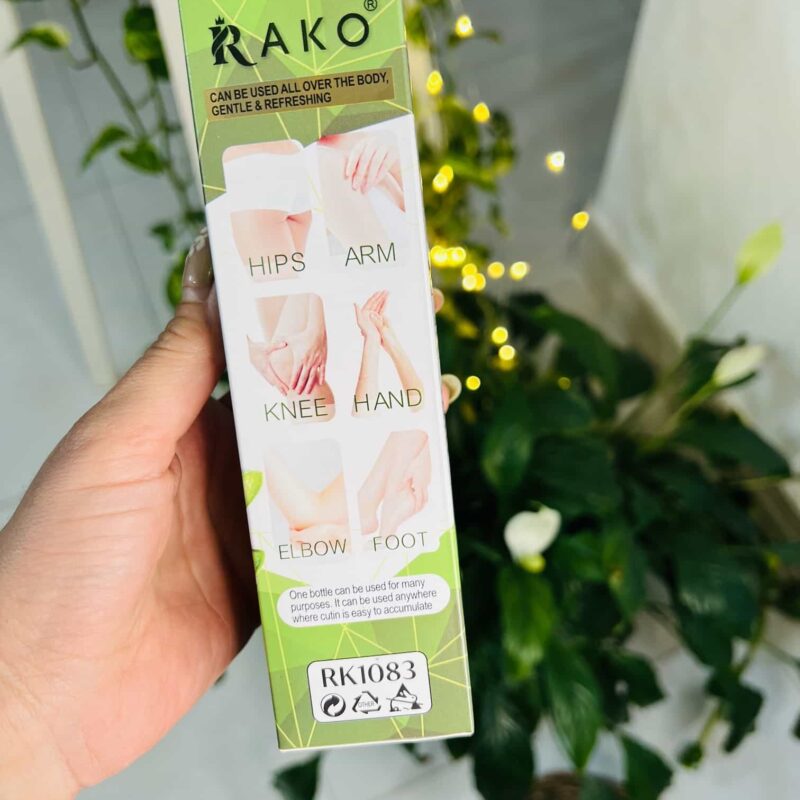 RAKO®
CAN BE USED ALL OVER THE BODY,
GENTLE & REFRESHING
HIPS ARM
KNEE HAND
ELBOW FOOT
One bottle can be used for many
purposes. It can be used anywhere
where cutin is easy to accumulate
RK1083
OTHER